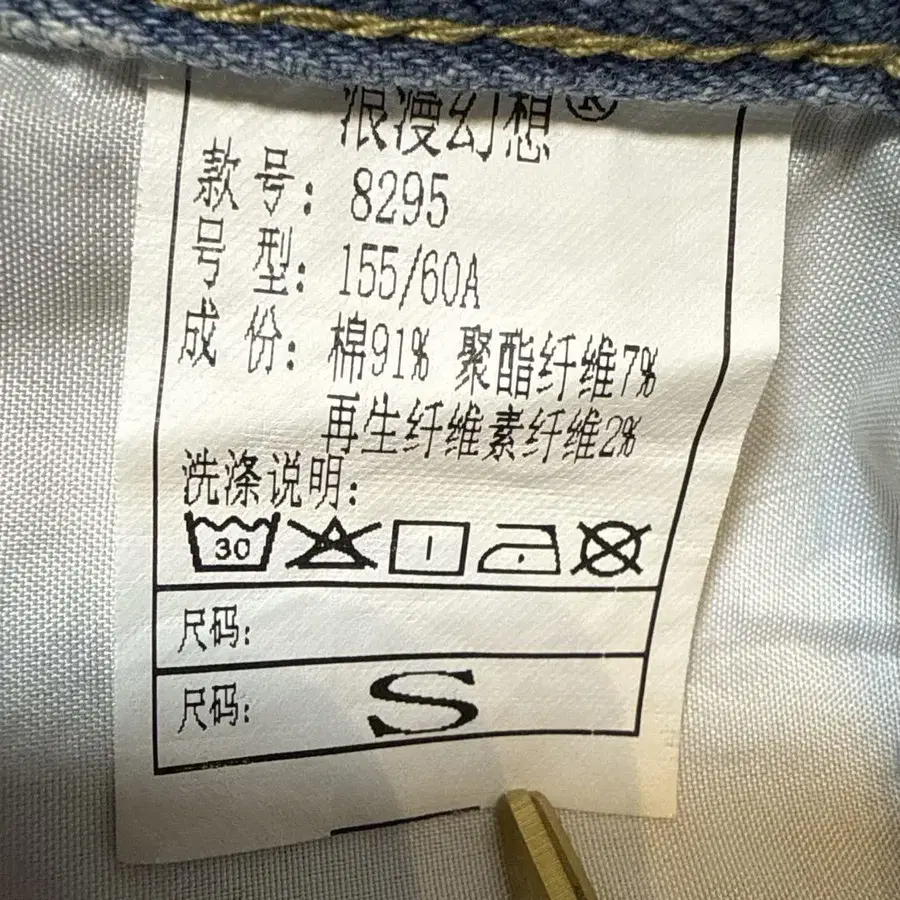 浪漫幻想®
款号: 8295
号型: 155/60A
成份: 棉91% 聚酯纤维7%
再生纤维素纤维2%
洗涤说明:
30
尺码:
尺码: S